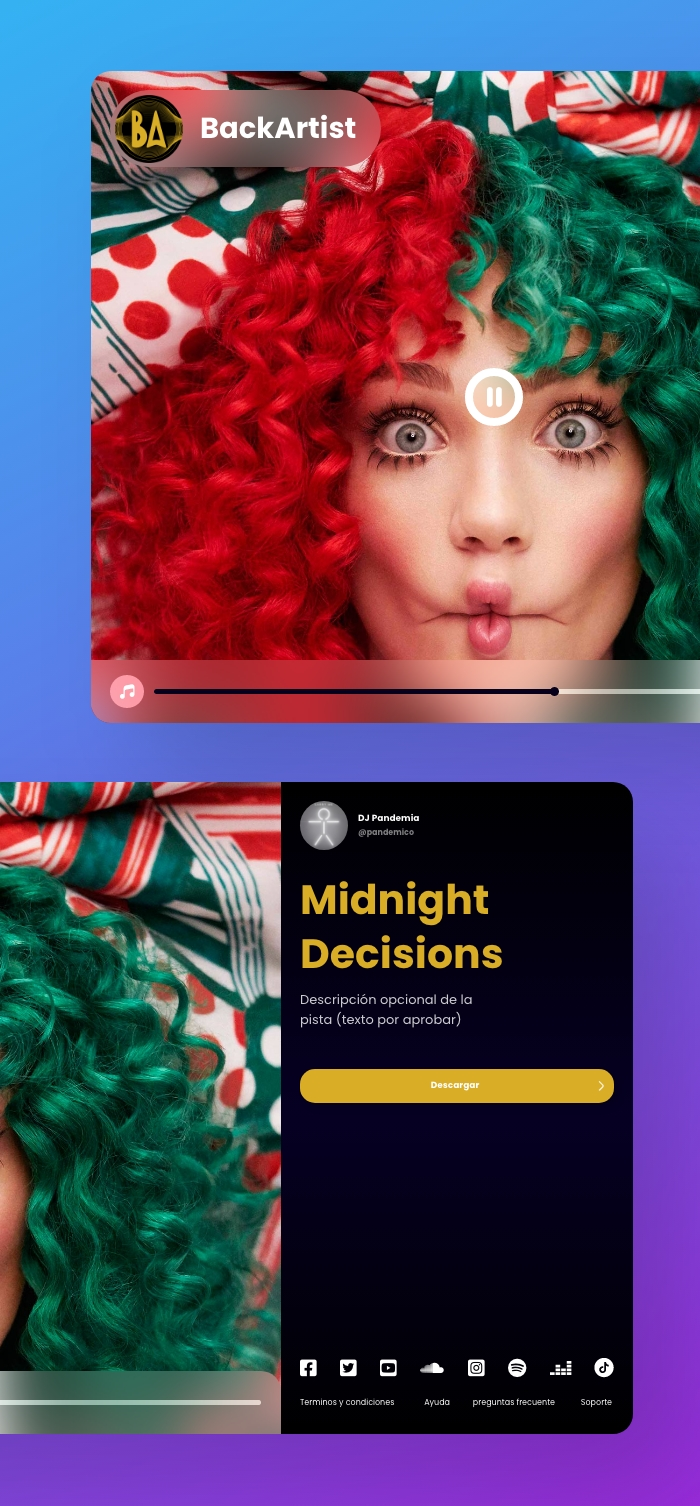 BA
BackArtist
DJ Pandemia
@pandemico
Midnight
Decisions
Descripción opcional de la
pista (texto por aprobar)
Descargar
Terminos y condiciones Ayuda preguntas frecuente Soporte